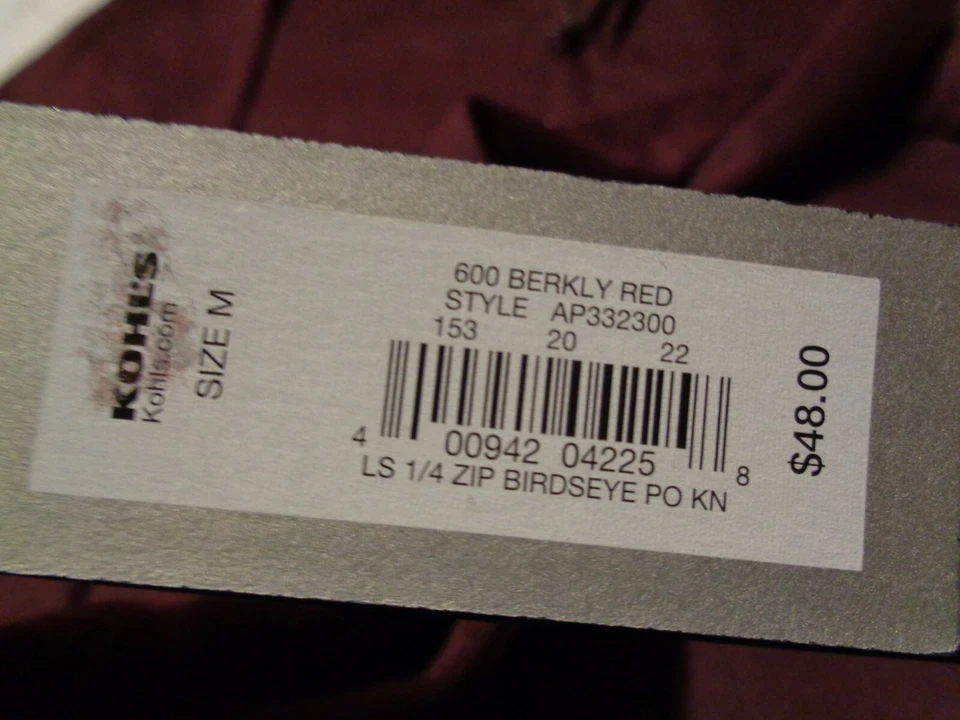 KOHL'S
Kohls.com
SIZE M
600 BERKLY RED
STYLE AP332300
153 20 22
4 00942 04225 8
LS 1/4 ZIP BIRDSEYE PO KN
$48.00